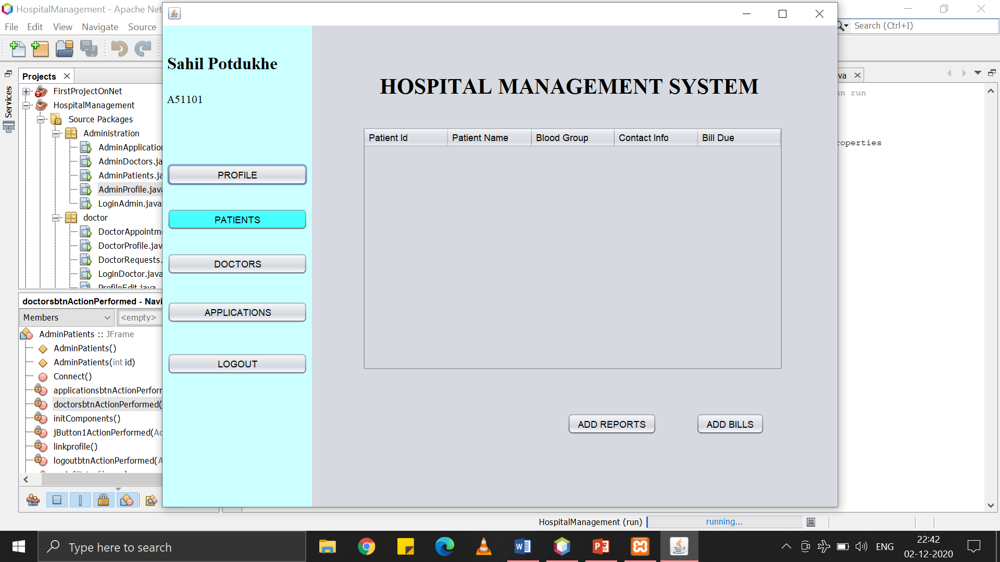 HospitalManagement - Apache Net
File Edit View Navigate Source
Search (Ctrl+I)
Services
Projects
FirstProjectOnNet
HospitalManagement
Source Packages
Administration
AdminApplication
AdminDoctors.ja
AdminPatients.ja
AdminProfile.java
LoginAdmin.java
doctor
DoctorAppointm
DoctorProfile.jav
DoctorRequests.
LoginDoctor.java
ProfileEdit.java
doctorsbtnActionPerformed - Navi
Members
<empty>
AdminPatients :: JFrame
AdminPatients()
AdminPatients(int id)
Connect()
applicationsbtnActionPerfor
doctorsbtnActionPerformed(
initComponents()
jButton1ActionPerformed(Ac
linkprofile()
logoutbtnActionPerformed(A
Sahil Potdukhe
A51101
PROFILE
PATIENTS
DOCTORS
APPLICATIONS
LOGOUT
HOSPITAL MANAGEMENT SYSTEM
Patient Id Patient Name Blood Group Contact Info Bill Due
ADD REPORTS ADD BILLS
va
un run
roperties
HospitalManagement (run) running...
Type here to search
ENG
22:42
02-12-2020